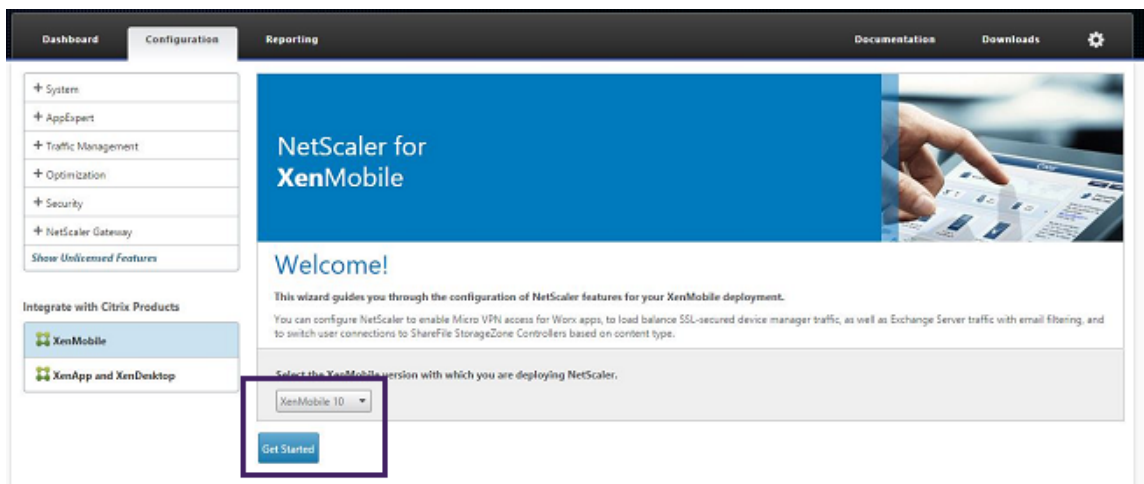 Dashboard Configuration Reporting Documentation Downloads
+ System
+ AppExpert
+ Traffic Management
+ Optimization
+ Security
+ NetScaler Gateway
Show Unlicensed Features
Integrate with Citrix Products
XenMobile
XenApp and XenDesktop
NetScaler for
XenMobile
Welcome!
This wizard guides you through the configuration of NetScaler features for your XenMobile deployment.
You can configure NetScaler to enable Micro VPN access for Worx apps, to load balance SSL-secured device manager traffic, as well as Exchange Server traffic with email filtering, and
to switch user connections to ShareFile StorageZone Controllers based on content type.
Select the XenMobile version with which you are deploying NetScaler.
XenMobile 10
Get Started